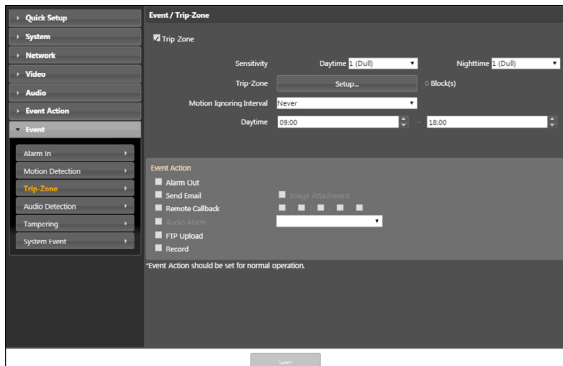 Quick Setup
System
Network
Video
Audio
Event Action
Event
Alarm In
Motion Detection
Trip-Zone
Audio Detection
Tampering
System Event
Event / Trip-Zone
Trip Zone
Sensitivity Daytime 1 (Dull) Nighttime 1 (Dull)
Trip-Zone Setup... 0 Block(s)
Motion Ignoring Interval Never
Daytime 09:00 – 18:00
Event Action
Alarm Out
Send Email Image Attachment
Remote Callback
Audio Alarm
FTP Upload
Record
*Event Action should be set for normal operation.
Save